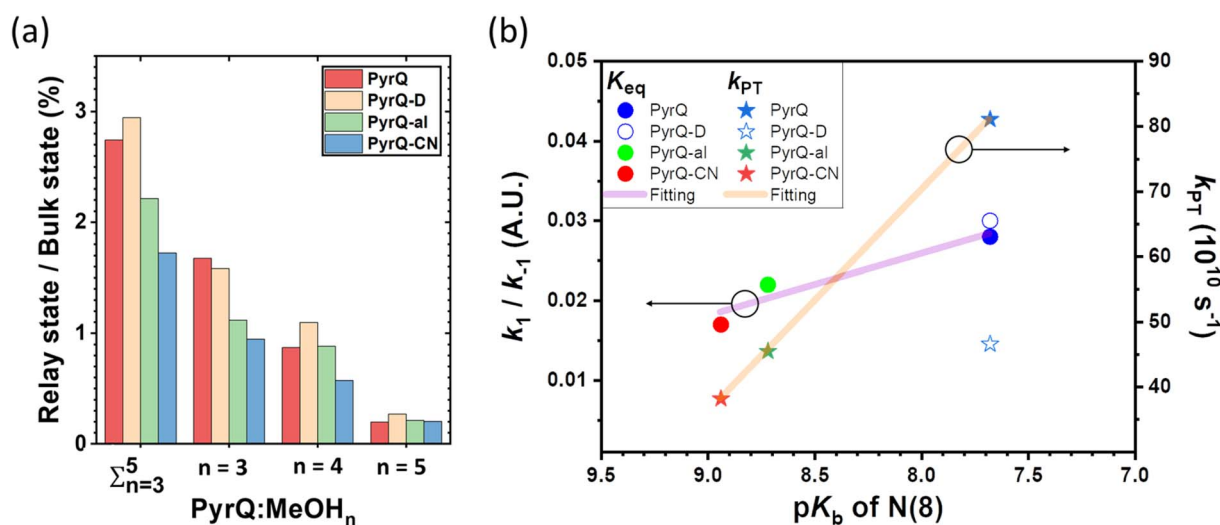 (a)
Relay state / Bulk state (%)
3
2
1
0
PyrQ
PyrQ-D
PyrQ-al
PyrQ-CN
Σ⁵ₙ₌₃
n = 3
n = 4
n = 5
PyrQ:MeOHₙ
(b)
k₁ / k₋₁ (A.U.)
0.05
0.04
0.03
0.02
0.01
Kₑq kPT
PyrQ PyrQ
PyrQ-D PyrQ-D
PyrQ-al PyrQ-al
PyrQ-CN PyrQ-CN
Fitting Fitting
90
80
70
60
50
40
kPT (10¹⁰ s⁻¹)
9.5 9.0 8.5 8.0 7.5 7.0
pKb of N(8)